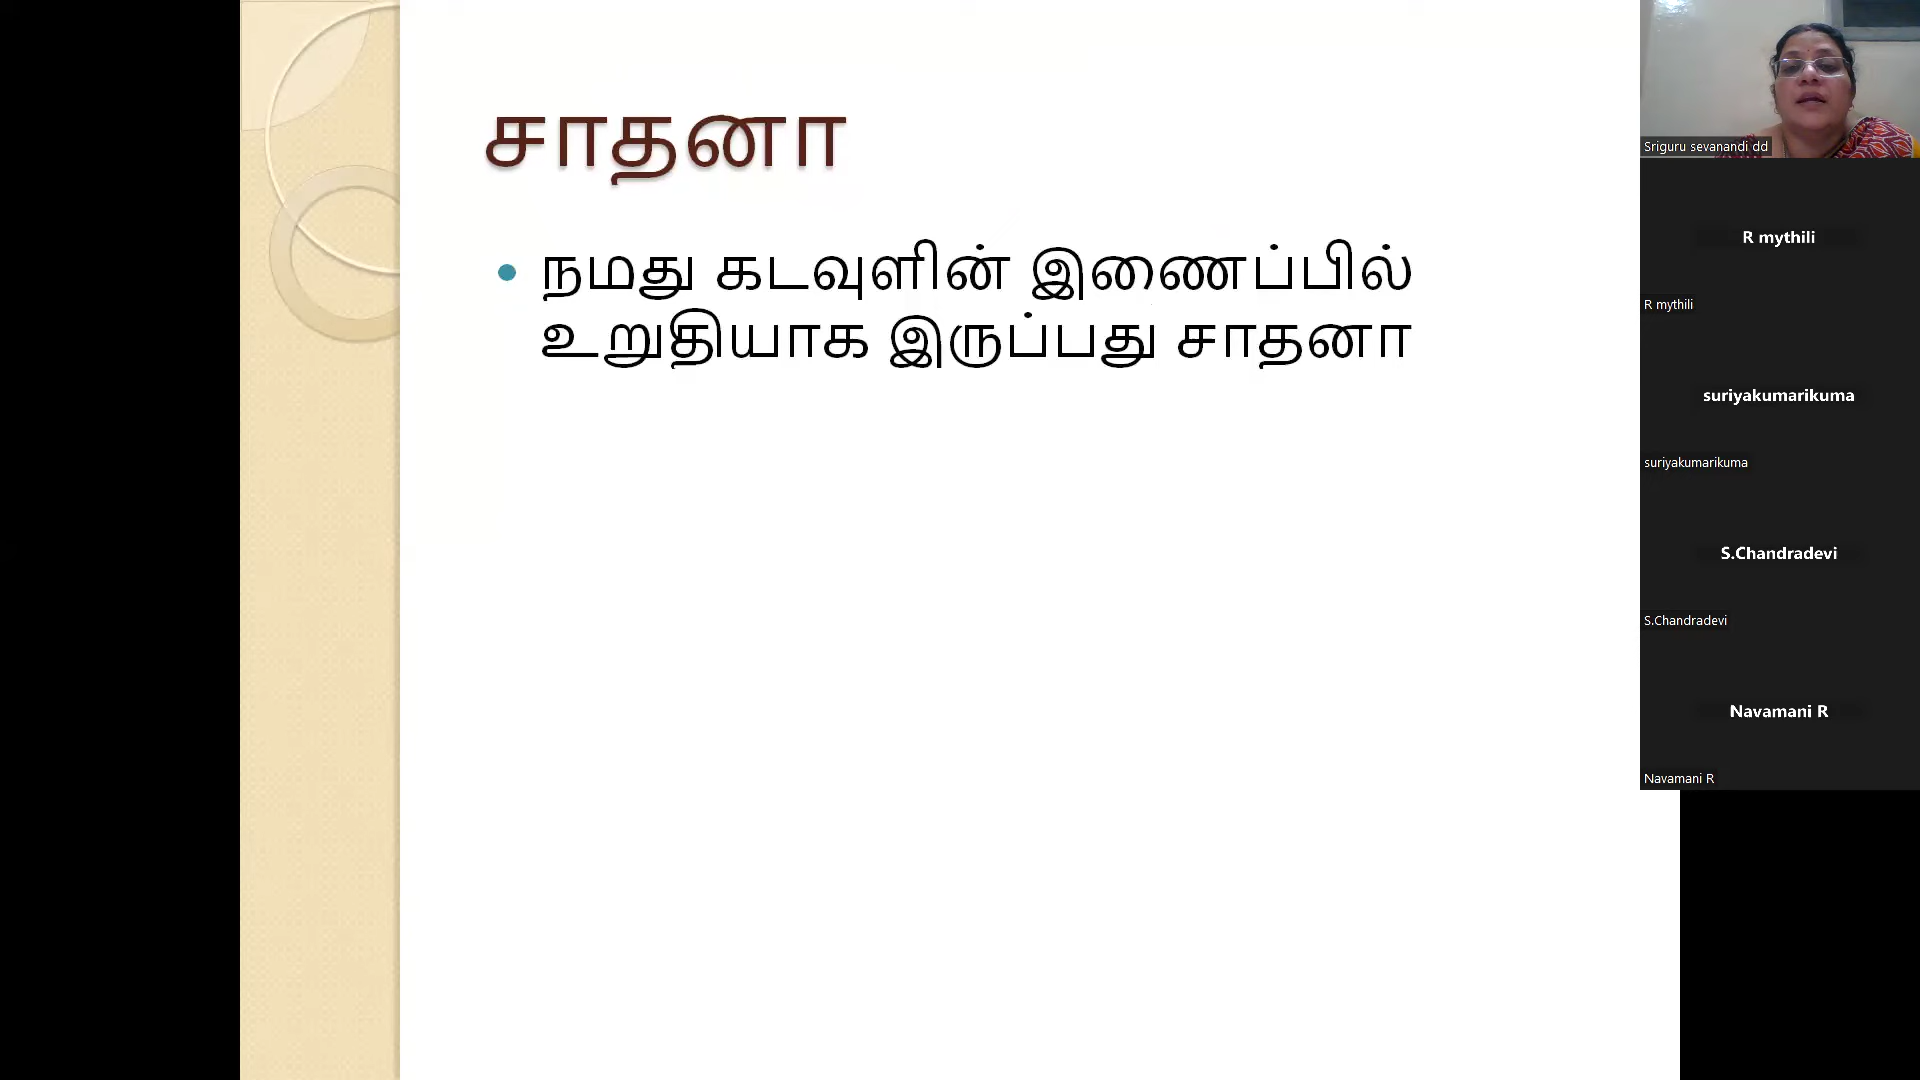 சாதனா
நமது கடவுளின் இணைப்பில்
உறுதியாக இருப்பது சாதனா
Sriguru sevanandi dd
R mythili
R mythili
suriyakumarikuma
suriyakumarikuma
S.Chandradevi
S.Chandradevi
Navamani R
Navamani R